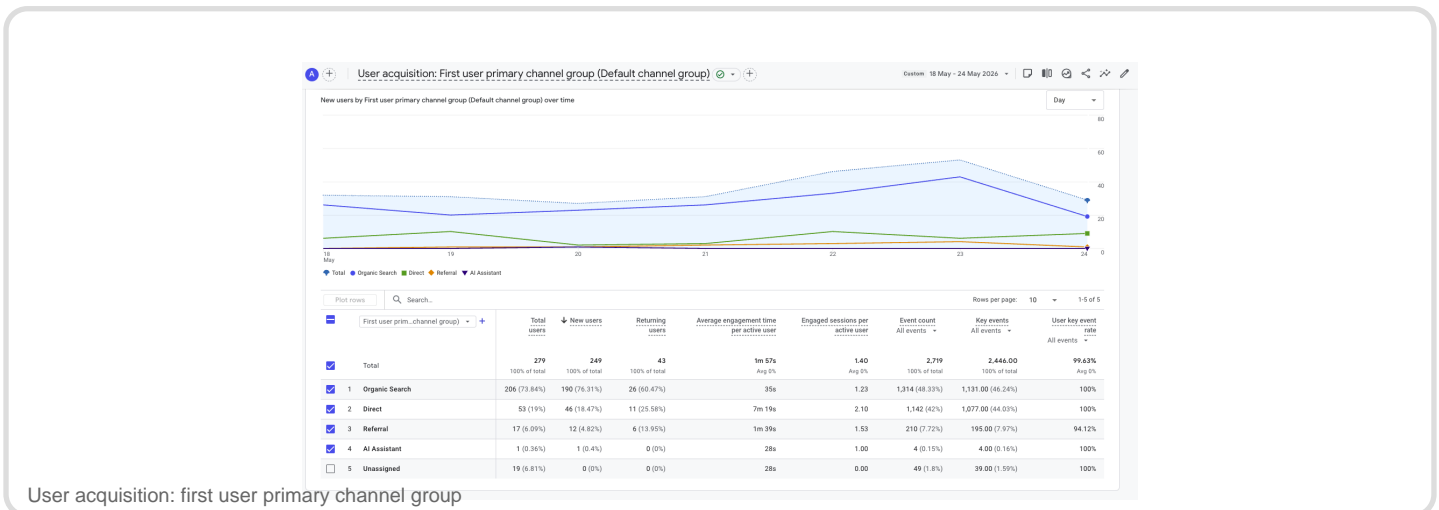 A
User acquisition: First user primary channel group (Default channel group)
Custom 18 May - 24 May 2026
New users by First user primary channel group (Default channel group) over time
Day
80
60
40
20
0
18 May 19 20 21 22 23 24
Total Organic Search Direct Referral AI Assistant
Plot rows Search... Rows per page: 10 1-5 of 5
First user prim...channel group) + Total users New users Returning users Average engagement time per active user Engaged sessions per active user Event count All events Key events All events User key event rate All events
Total 279 249 43 1m 57s 1.40 2,719 2,446.00 99.63%
100% of total 100% of total 100% of total Avg 0% Avg 0% 100% of total 100% of total Avg 0%
1 Organic Search 206 (73.84%) 190 (76.31%) 26 (60.47%) 35s 1.23 1,314 (48.33%) 1,131.00 (46.24%) 100%
2 Direct 53 (19%) 46 (18.47%) 11 (25.58%) 7m 19s 2.10 1,142 (42%) 1,077.00 (44.03%) 100%
3 Referral 17 (6.09%) 12 (4.82%) 6 (13.95%) 1m 39s 1.53 210 (7.72%) 195.00 (7.97%) 94.12%
4 AI Assistant 1 (0.36%) 1 (0.4%) 0 (0%) 28s 1.00 4 (0.15%) 4.00 (0.16%) 100%
5 Unassigned 19 (6.81%) 0 (0%) 0 (0%) 28s 0.00 49 (1.8%) 39.00 (1.59%) 100%
User acquisition: first user primary channel group